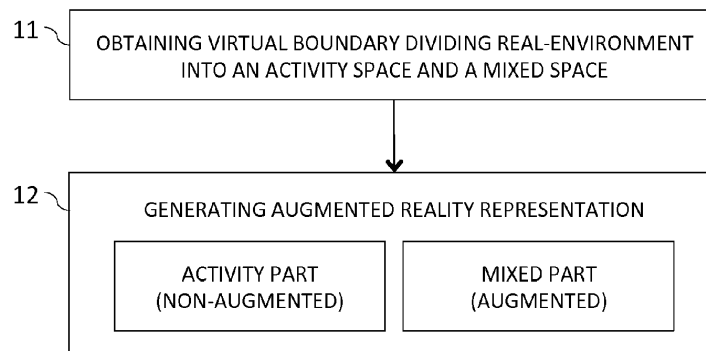 11
OBTAINING VIRTUAL BOUNDARY DIVIDING REAL-ENVIRONMENT
INTO AN ACTIVITY SPACE AND A MIXED SPACE
12
GENERATING AUGMENTED REALITY REPRESENTATION
ACTIVITY PART
(NON-AUGMENTED)
MIXED PART
(AUGMENTED)